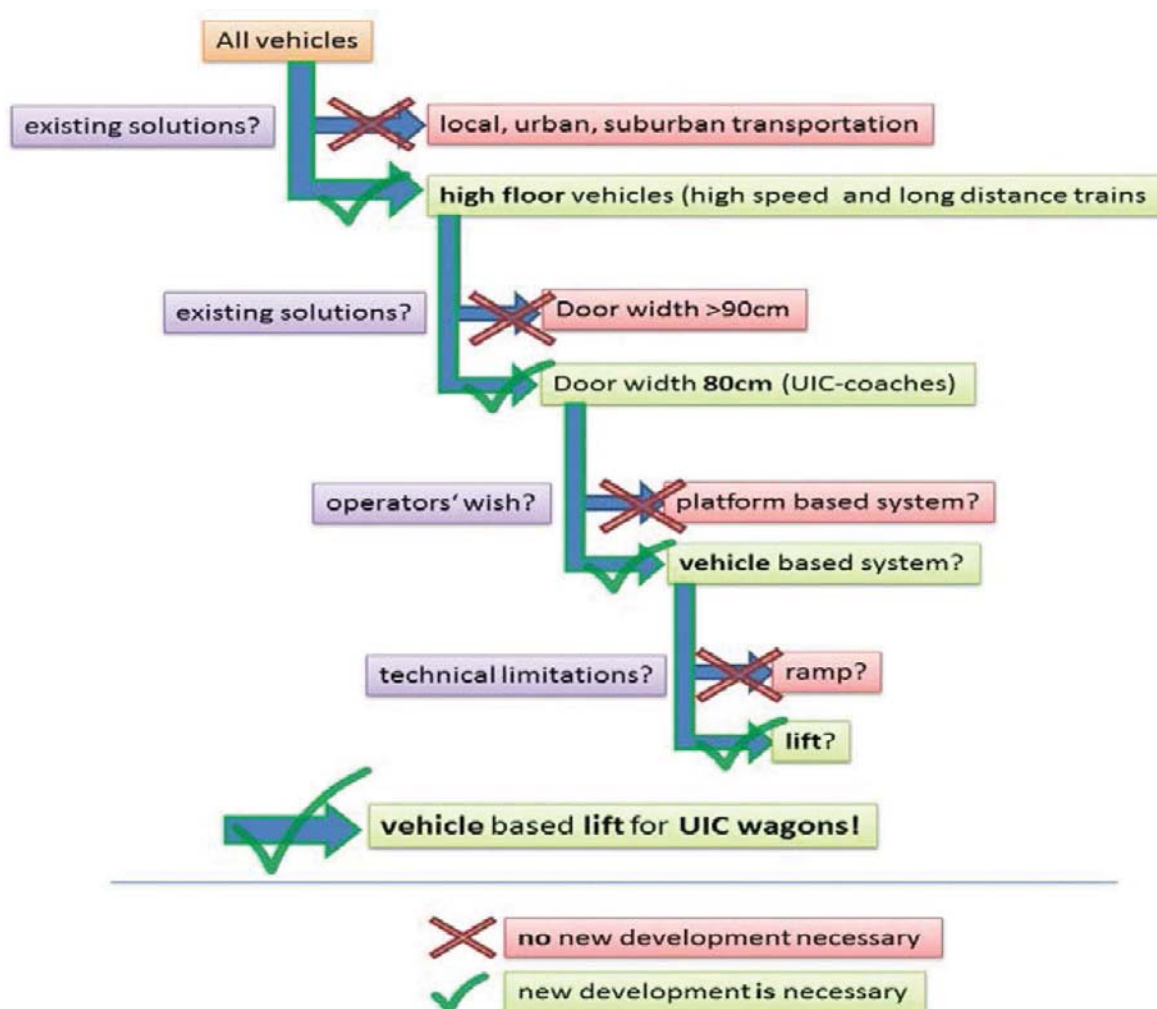 All vehicles
existing solutions?
local, urban, suburban transportation
high floor vehicles (high speed and long distance trains
existing solutions?
Door width >90cm
Door width 80cm (UIC-coaches)
operators‘ wish?
platform based system?
vehicle based system?
technical limitations?
ramp?
lift?
vehicle based lift for UIC wagons!
no new development necessary
new development is necessary